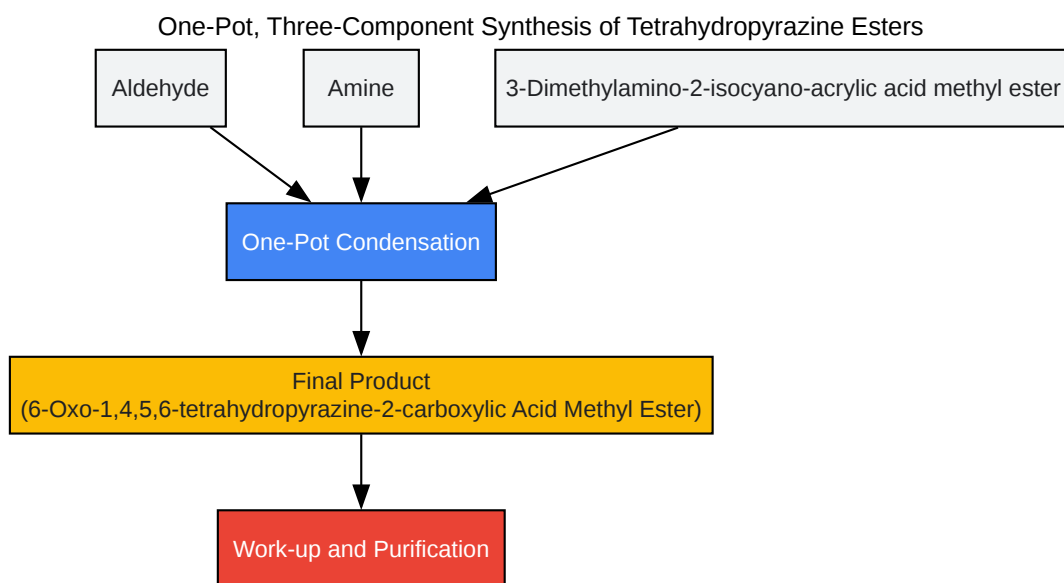 One-Pot, Three-Component Synthesis of Tetrahydropyrazine Esters
Aldehyde
Amine
3-Dimethylamino-2-isocyano-acrylic acid methyl ester
One-Pot Condensation
Final Product
(6-Oxo-1,4,5,6-tetrahydropyrazine-2-carboxylic Acid Methyl Ester)
Work-up and Purification